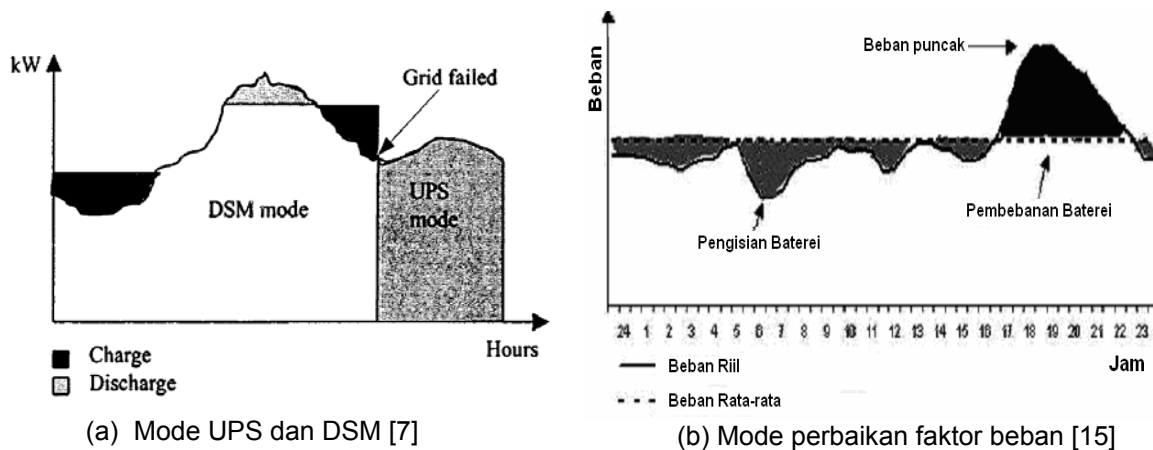 kW
Grid failed
DSM mode
UPS
mode
Hours
Charge
Discharge
(a) Mode UPS dan DSM [7]
Beban
Beban puncak
Pengisian Baterei
Pembebanan Baterei
24 1 2 3 4 5 6 7 8 9 10 11 12 13 14 15 16 17 18 19 20 21 22 23
Jam
Beban Riil
Beban Rata-rata
(b) Mode perbaikan faktor beban [15]